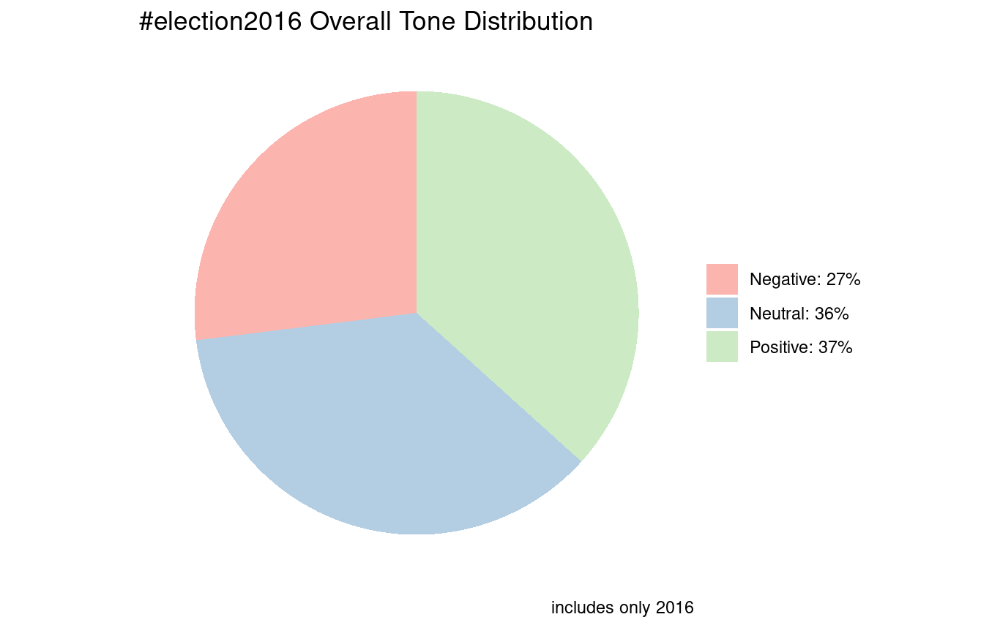 #election2016 Overall Tone Distribution
Negative: 27%
Neutral: 36%
Positive: 37%
includes only 2016